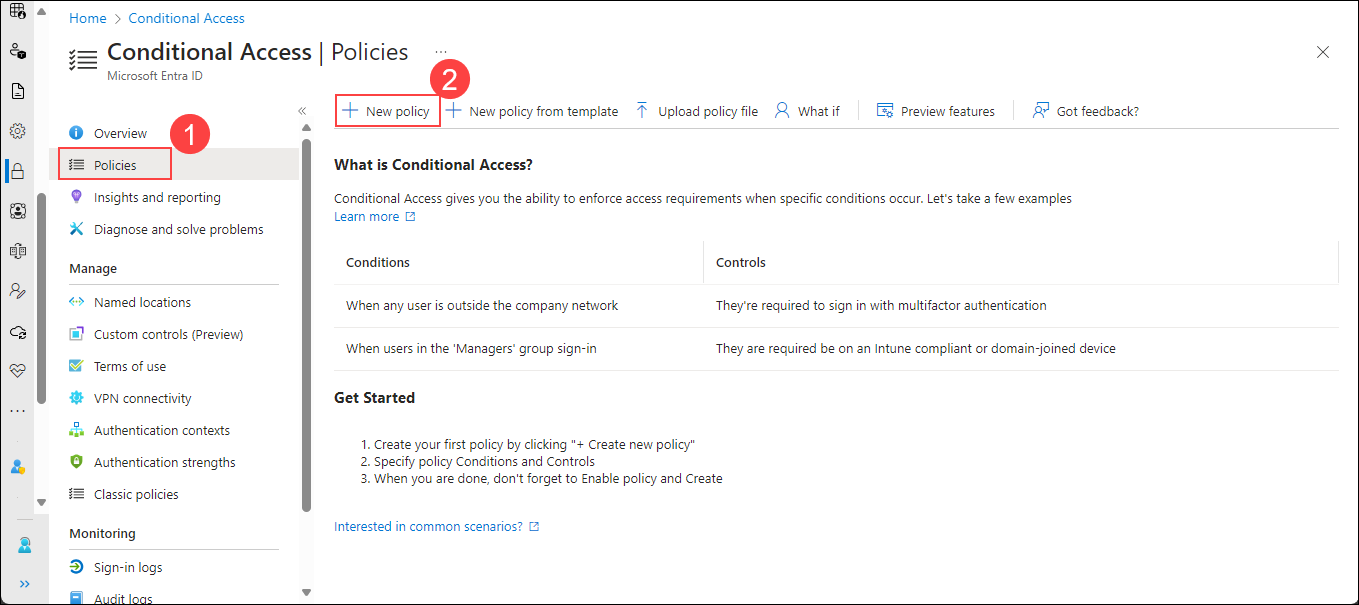 Home > Conditional Access
Conditional Access | Policies ...
Microsoft Entra ID
2
« 
+ New policy + New policy from template Upload policy file What if Preview features Got feedback?
1
Overview
Policies
Insights and reporting
Diagnose and solve problems
Manage
Named locations
Custom controls (Preview)
Terms of use
VPN connectivity
Authentication contexts
Authentication strengths
Classic policies
Monitoring
Sign-in logs
Audit logs
What is Conditional Access?
Conditional Access gives you the ability to enforce access requirements when specific conditions occur. Let's take a few examples
Learn more
Conditions Controls
When any user is outside the company network They're required to sign in with multifactor authentication
When users in the 'Managers' group sign-in They are required be on an Intune compliant or domain-joined device
Get Started
1. Create your first policy by clicking "+ Create new policy"
2. Specify policy Conditions and Controls
3. When you are done, don't forget to Enable policy and Create
Interested in common scenarios?